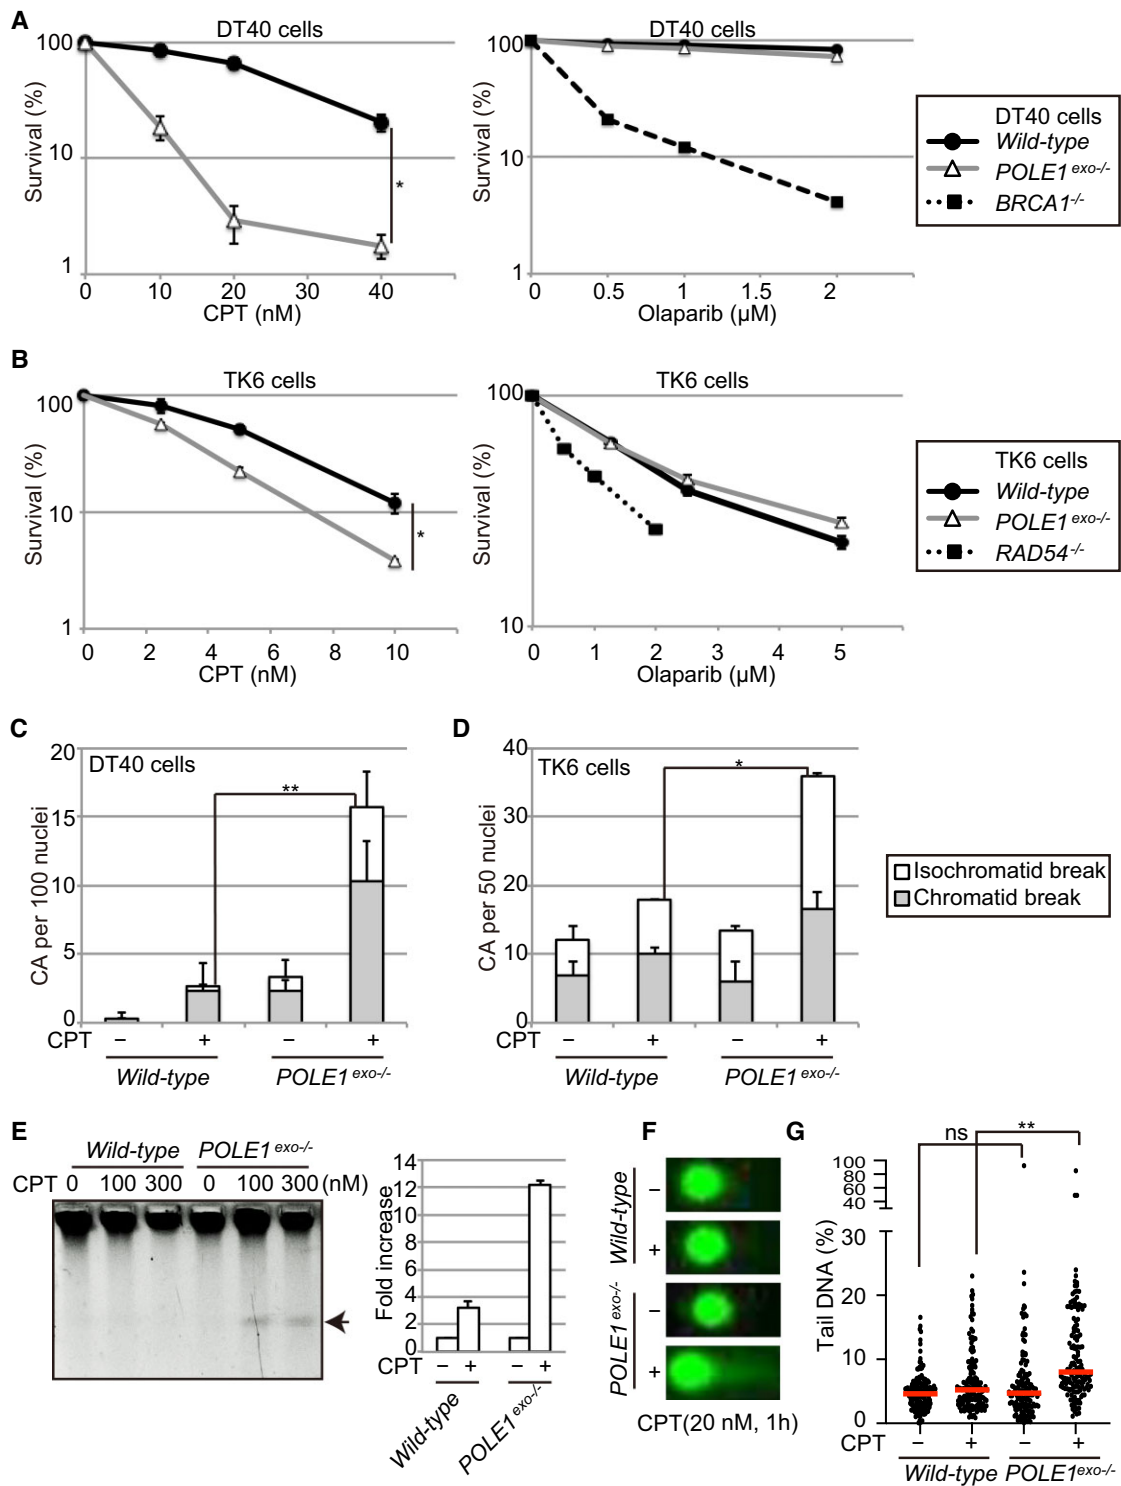 A
DT40 cells
Survival (%)
100
10
1
0 10 20 40
CPT (nM)
*
DT40 cells
Survival (%)
100
10
1
0 0.5 1 1.5 2
Olaparib (µM)
DT40 cells
Wild-type
POLE1 exo-/-
BRCA1-/-
B
TK6 cells
Survival (%)
100
10
1
0 2 4 6 8 10
CPT (nM)
*
TK6 cells
Survival (%)
100
10
0 1 2 3 4 5
Olaparib (µM)
TK6 cells
Wild-type
POLE1 exo-/-
RAD54-/-
C
DT40 cells
CA per 100 nuclei
20
15
10
5
0
**
CPT − + − +
Wild-type POLE1 exo-/-
D
TK6 cells
CA per 50 nuclei
40
30
20
10
0
*
CPT − + − +
Wild-type POLE1 exo-/-
Isochromatid break
Chromatid break
E
Wild-type POLE1 exo-/-
CPT 0 100 300 0 100 300 (nM)
Fold increase
14
12
10
8
6
4
2
0
CPT − + − +
Wild-type
POLE1 exo-/-
F
Wild-type
− +
POLE1 exo-/-
− +
CPT(20 nM, 1h)
G
ns
**
Tail DNA (%)
100
80
60
40
30
20
10
0
CPT − + − +
Wild-type POLE1exo-/-